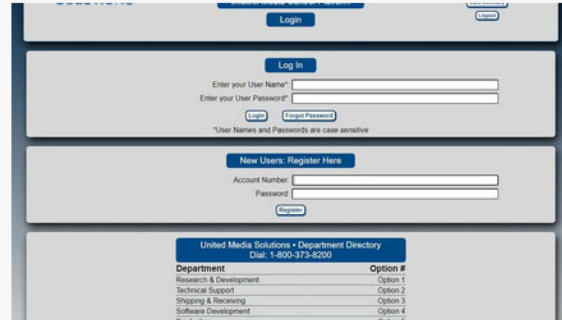 Login
Logout
Log In
Enter your User Name*:
Enter your User Password*:
Login Forgot Password
*User Names and Passwords are case sensitive
New Users: Register Here
Account Number:
Password:
Register
United Media Solutions • Department Directory
Dial: 1-800-373-8200
Department Option #
Research & Development Option 1
Technical Support Option 2
Shipping & Receiving Option 3
Software Development Option 4